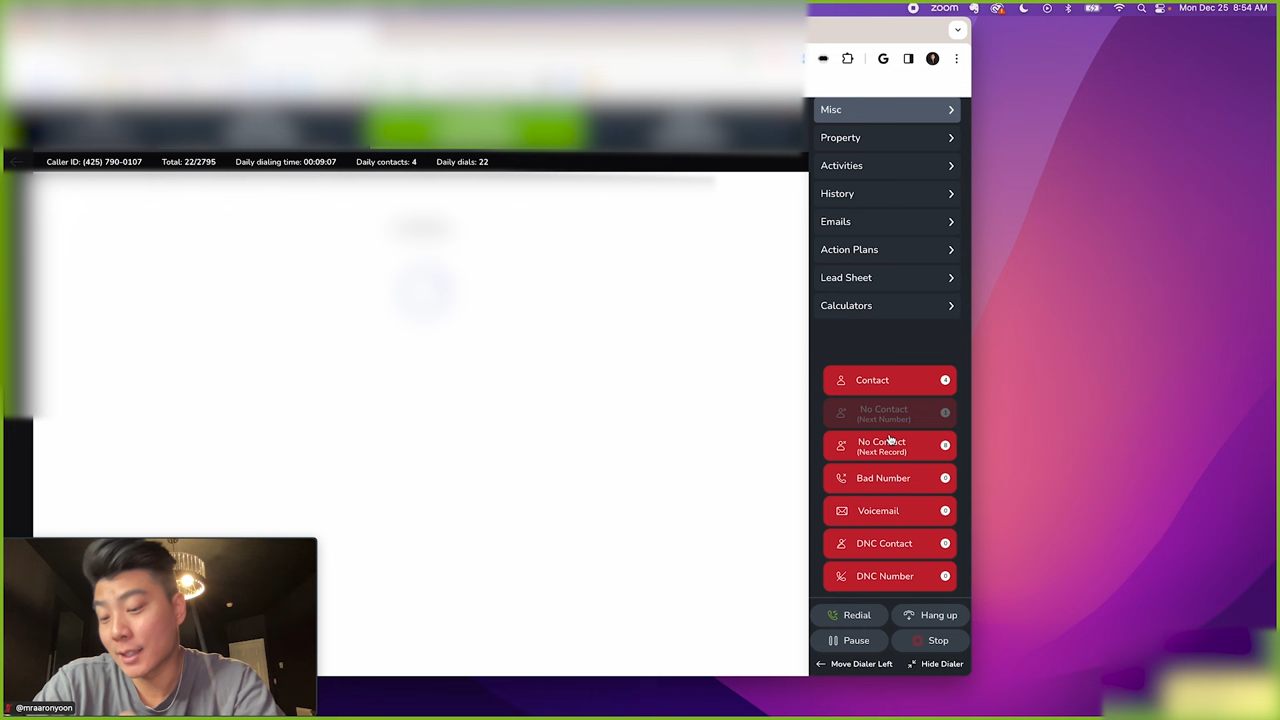 zoom
Mon Dec 25 8:54 AM
G
Misc
Caller ID: (425) 790-0107 Total: 22/2795 Daily dialing time: 00:09:07 Daily contacts: 4 Daily dials: 22
Property
Activities
History
Emails
Action Plans
Lead Sheet
Calculators
Contact 4
No Contact 1
(Next Number)
No Contact 8
(Next Record)
Bad Number 0
Voicemail 0
DNC Contact 0
DNC Number 0
Redial Hang up
Pause Stop
Move Dialer Left Hide Dialer
@mraaronyoon